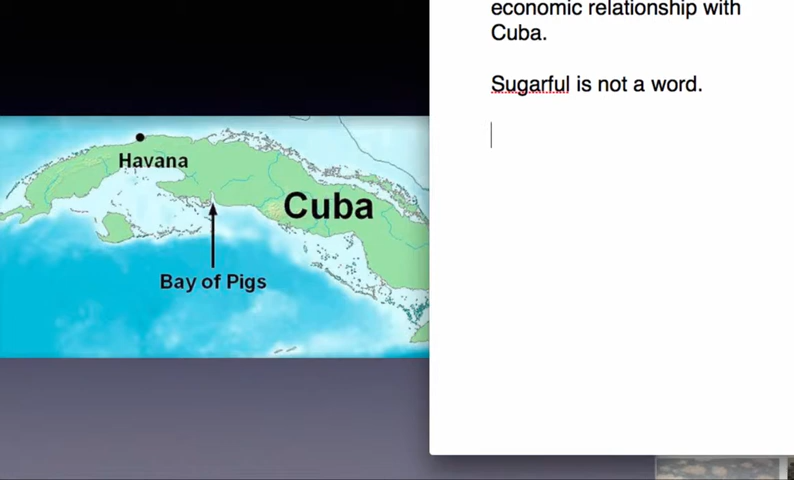 economic relationship with
Cuba.
Sugarful is not a word.
Havana
Cuba
Bay of Pigs